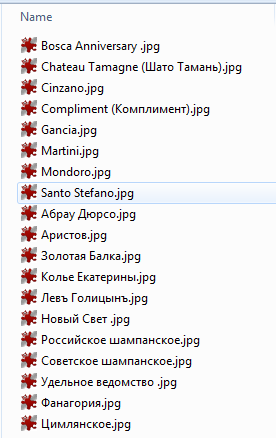 Name
Bosca Anniversary .jpg
Chateau Tamagne (Шато Тамань).jpg
Cinzano.jpg
Compliment (Комплимент).jpg
Gancia.jpg
Martini.jpg
Mondoro.jpg
Santo Stefano.jpg
Абрау Дюрсо.jpg
Аристов.jpg
Золотая Балка.jpg
Колье Екатерины.jpg
Левъ Голицынъ.jpg
Новый Свет .jpg
Российское шампанское.jpg
Советское шампанское.jpg
Удельное ведомство .jpg
Фанагория.jpg
Цимлянское.jpg